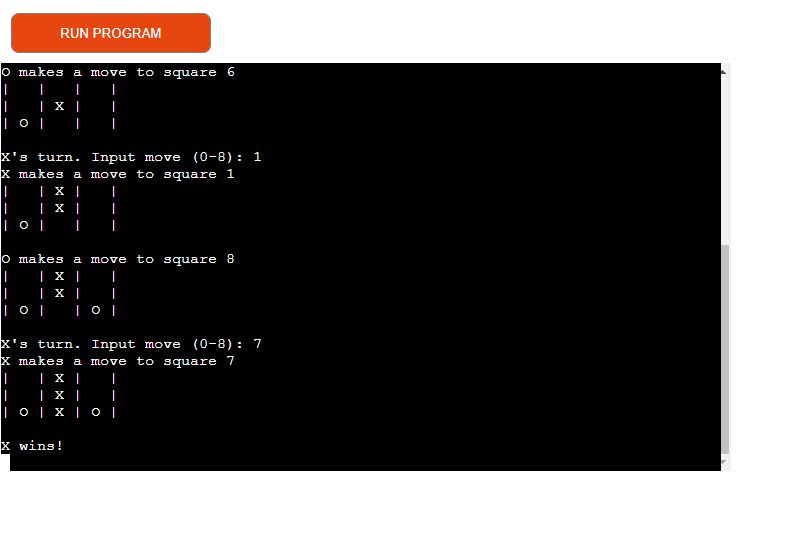 RUN PROGRAM
O makes a move to square 6
|   |   |   |
|   | X |   |
| O |   |   |
X's turn. Input move (0-8): 1
X makes a move to square 1
|   | X |   |
|   | X |   |
| O |   |   |
O makes a move to square 8
|   | X |   |
|   | X |   |
| O |   | O |
X's turn. Input move (0-8): 7
X makes a move to square 7
|   | X |   |
|   | X |   |
| O | X | O |
X wins!